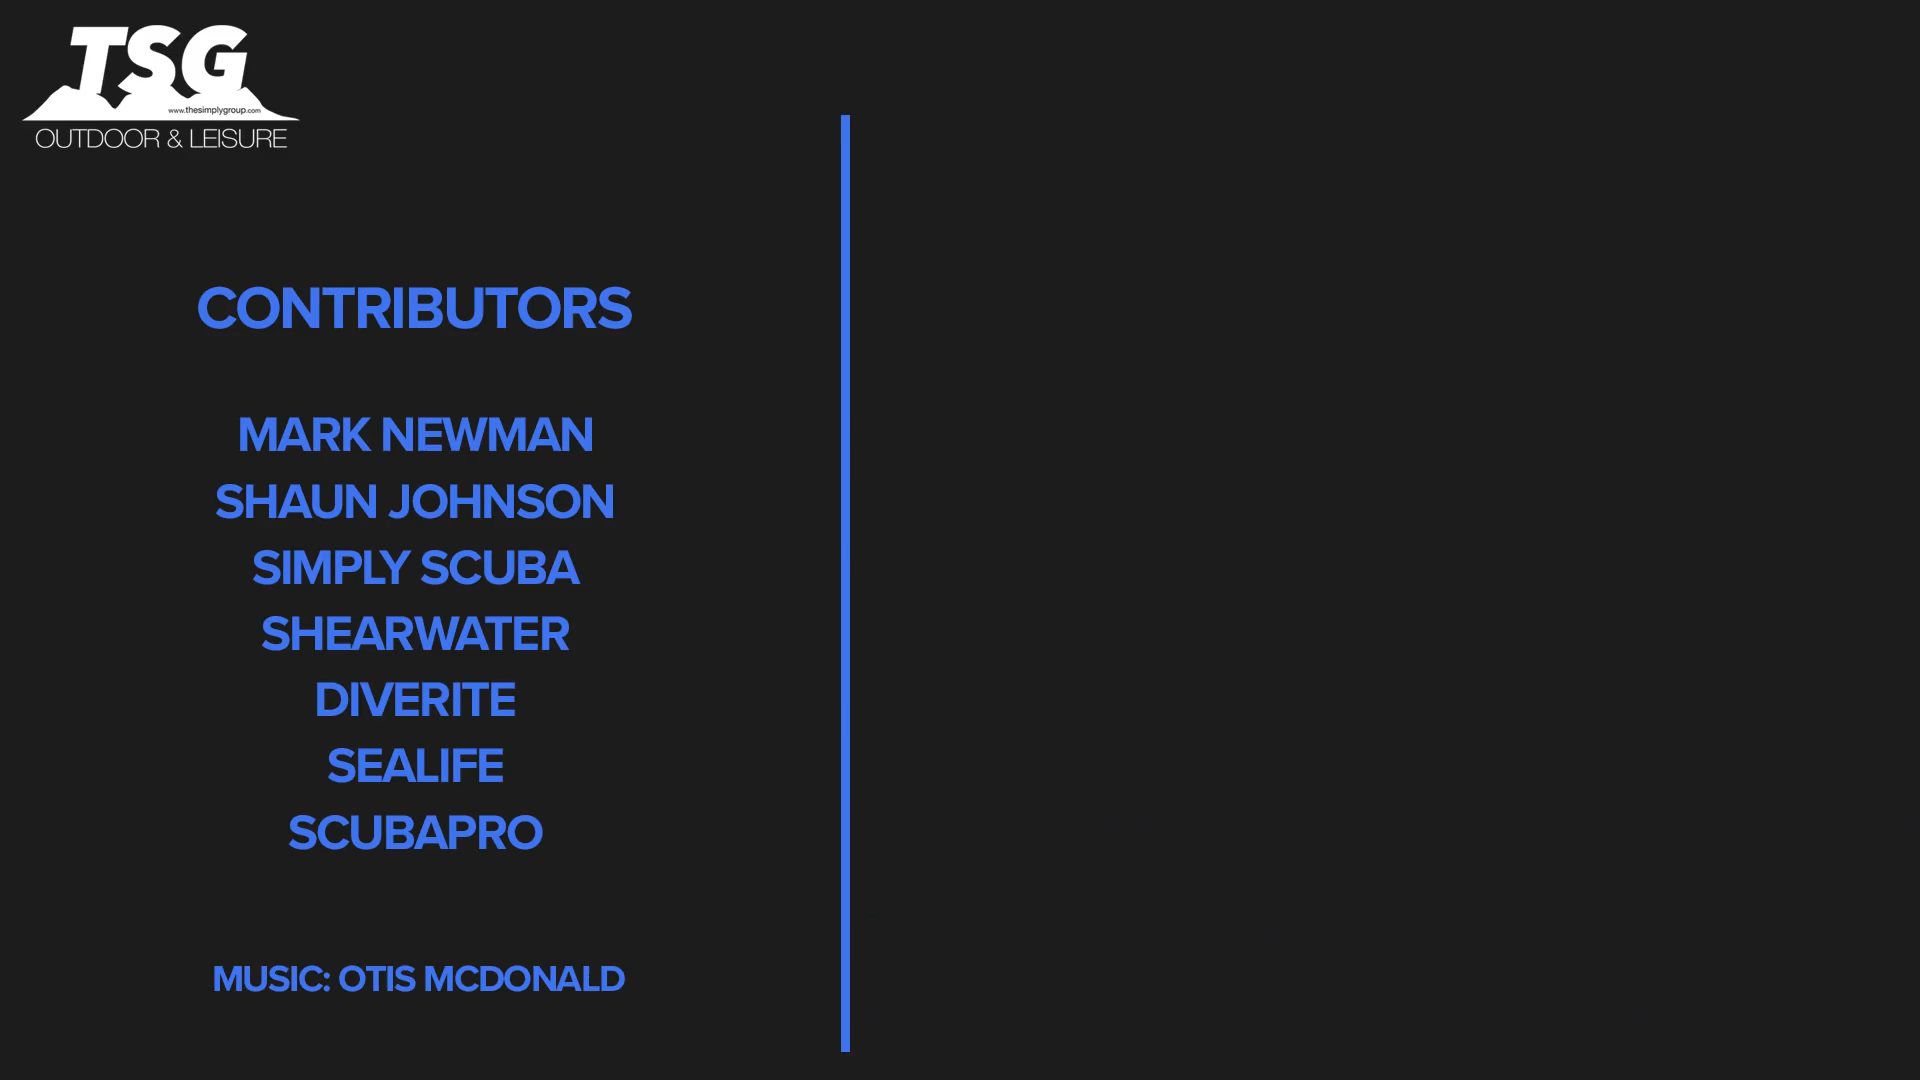 TSG
www.thesimplygroup.com
OUTDOOR & LEISURE
CONTRIBUTORS
MARK NEWMAN
SHAUN JOHNSON
SIMPLY SCUBA
SHEARWATER
DIVERITE
SEALIFE
SCUBAPRO
MUSIC: OTIS MCDONALD